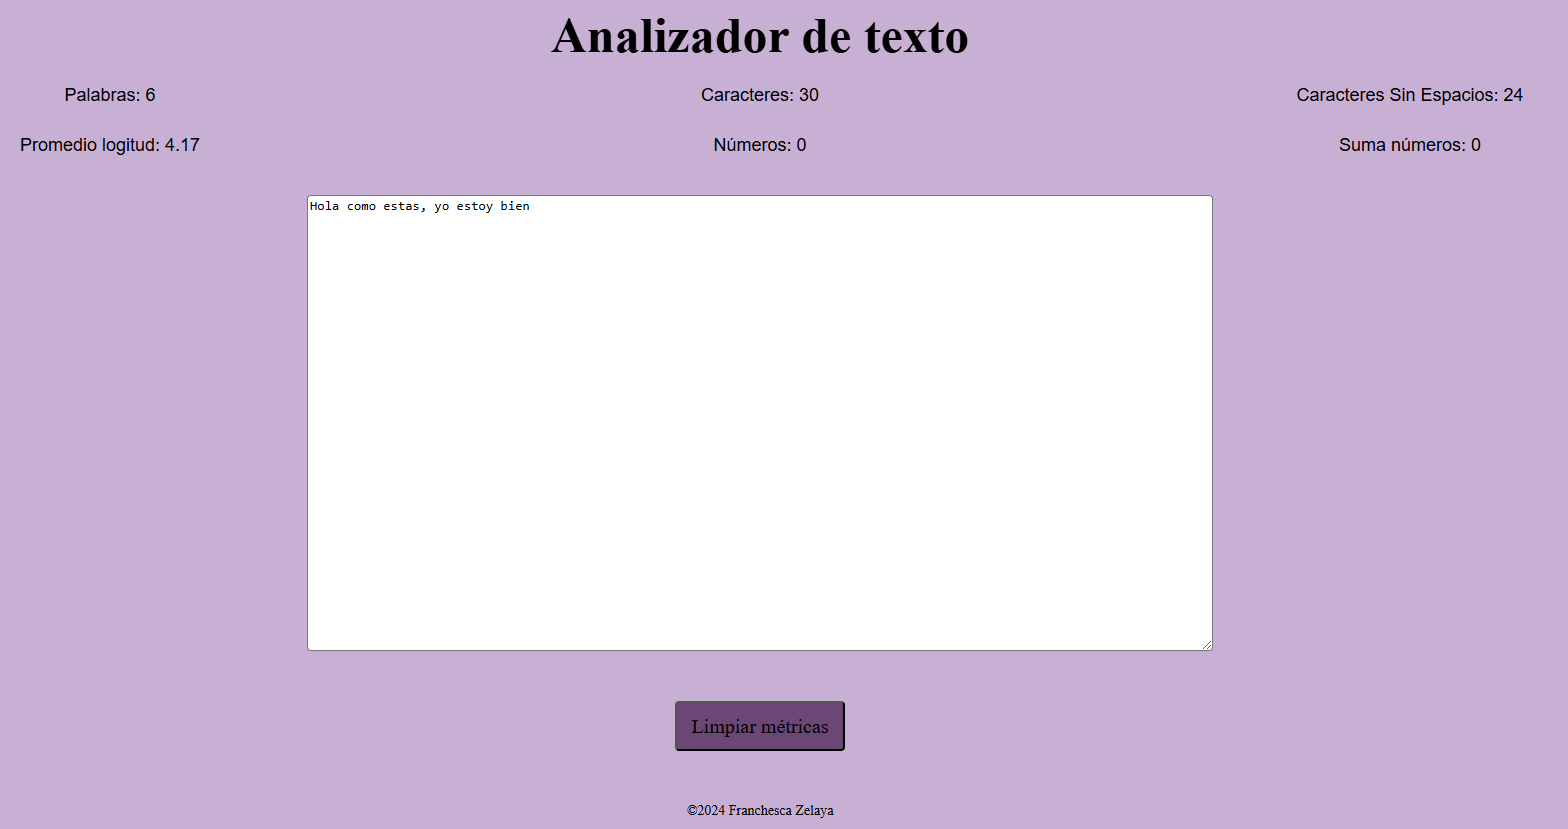 Analizador de texto
Palabras: 6
Caracteres: 30
Caracteres Sin Espacios: 24
Promedio logitud: 4.17
Números: 0
Suma números: 0
Hola como estas, yo estoy bien
Limpiar métricas
©2024 Franchesca Zelaya